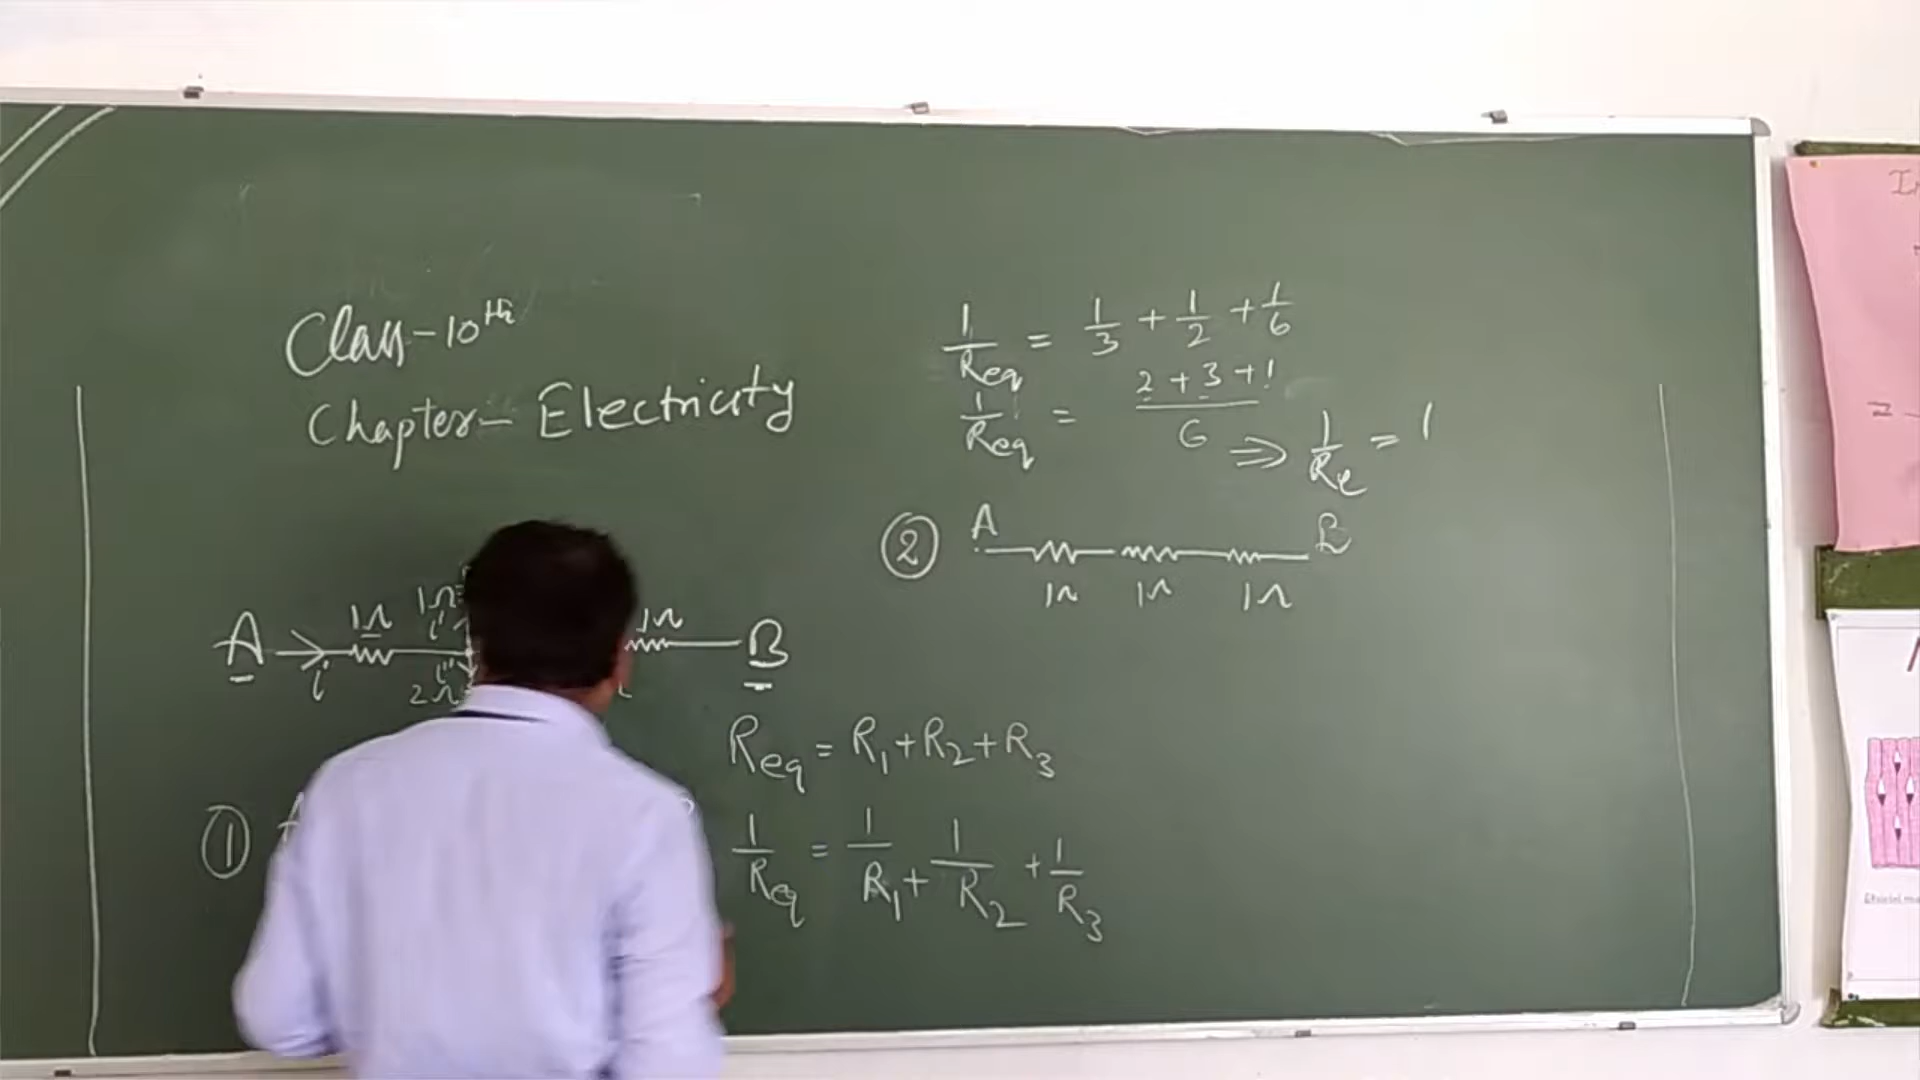 Class-10th
Chapter- Electricity
1Ω 1Ω 1Ω
A i i' B
i"
2Ω
①
Req = R1+R2+R3
1/Req = 1/R1 + 1/R2 + 1/R3
1/Req = 1/3 + 1/2 + 1/6
1/Req = 2+3+1/6 ⇒ 1/Re = 1
② A B
1Ω 1Ω 1Ω